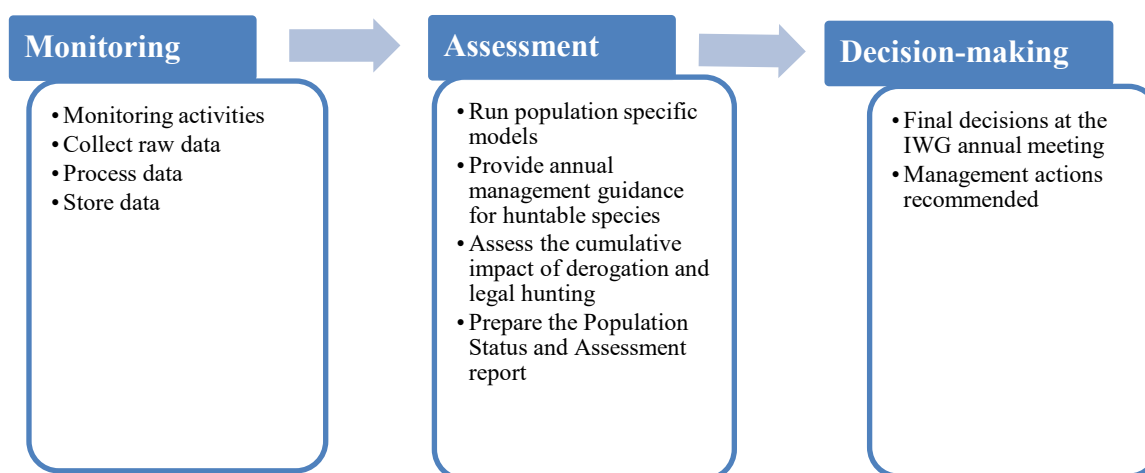 Monitoring
• Monitoring activities
• Collect raw data
• Process data
• Store data
Assessment
• Run population specific
models
• Provide annual
management guidance
for huntable species
• Assess the cumulative
impact of derogation and
legal hunting
• Prepare the Population
Status and Assessment
report
Decision-making
• Final decisions at the
IWG annual meeting
• Management actions
recommended